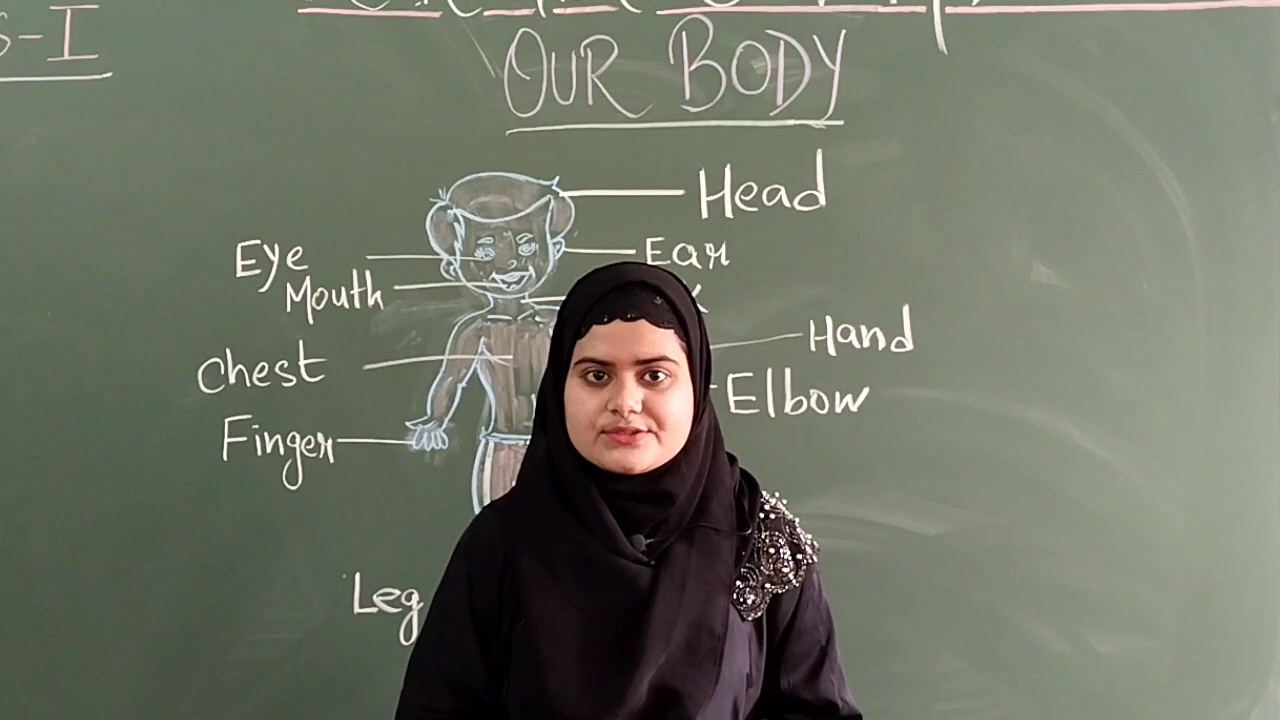 S-I
OUR BODY
Head
Eye
Ear
Mouth
Hand
Chest
Elbow
Finger
Leg